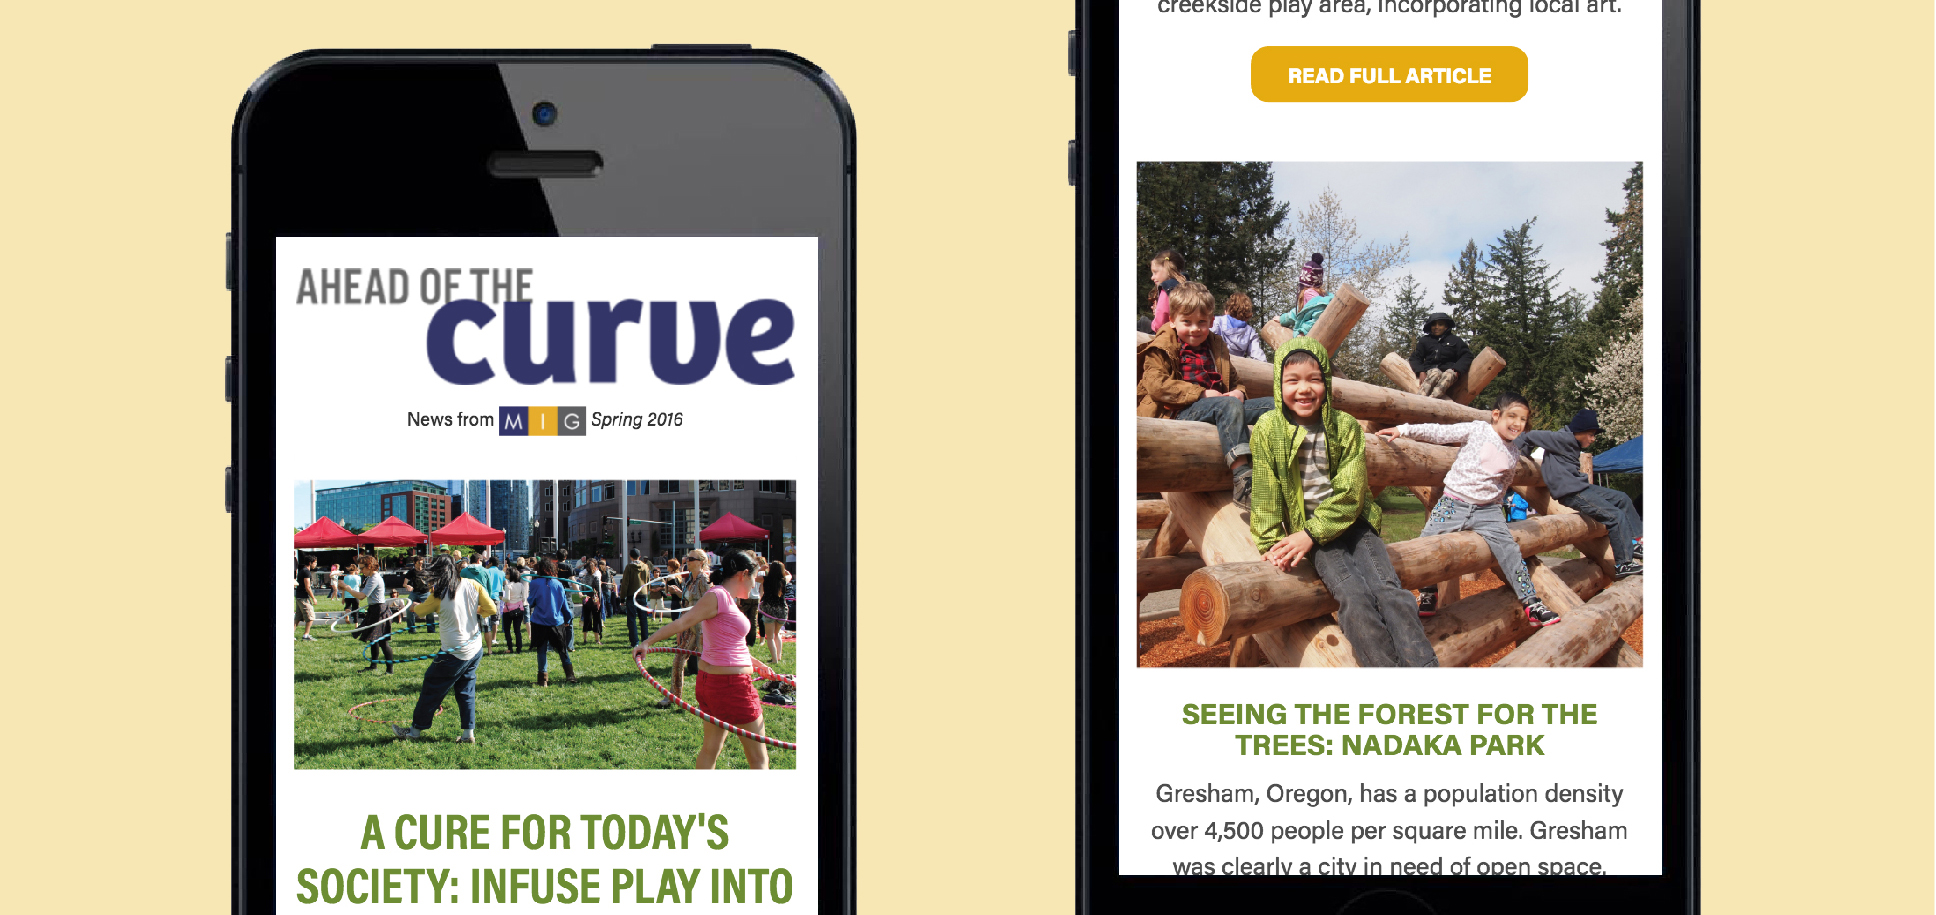 AHEAD OF THE
curve
News from MIG Spring 2016
A CURE FOR TODAY'S
SOCIETY: INFUSE PLAY INTO
creekside play area, incorporating local art.
READ FULL ARTICLE
SEEING THE FOREST FOR THE
TREES: NADAKA PARK
Gresham, Oregon, has a population density
over 4,500 people per square mile. Gresham
was clearly a city in need of open space.